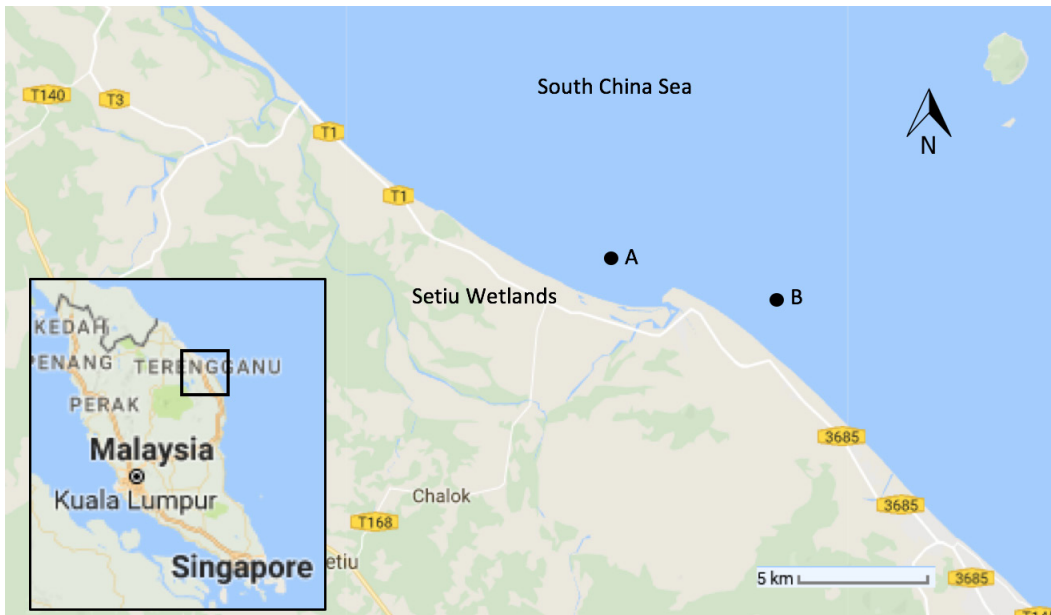 South China Sea
N
T140
T3
T1
T1
A
B
Setiu Wetlands
KEDAH
PENANG
TERENGGANU
PERAK
Malaysia
Kuala Lumpur
Singapore
Chalok
T168
etiu
3685
3685
3685
5 km